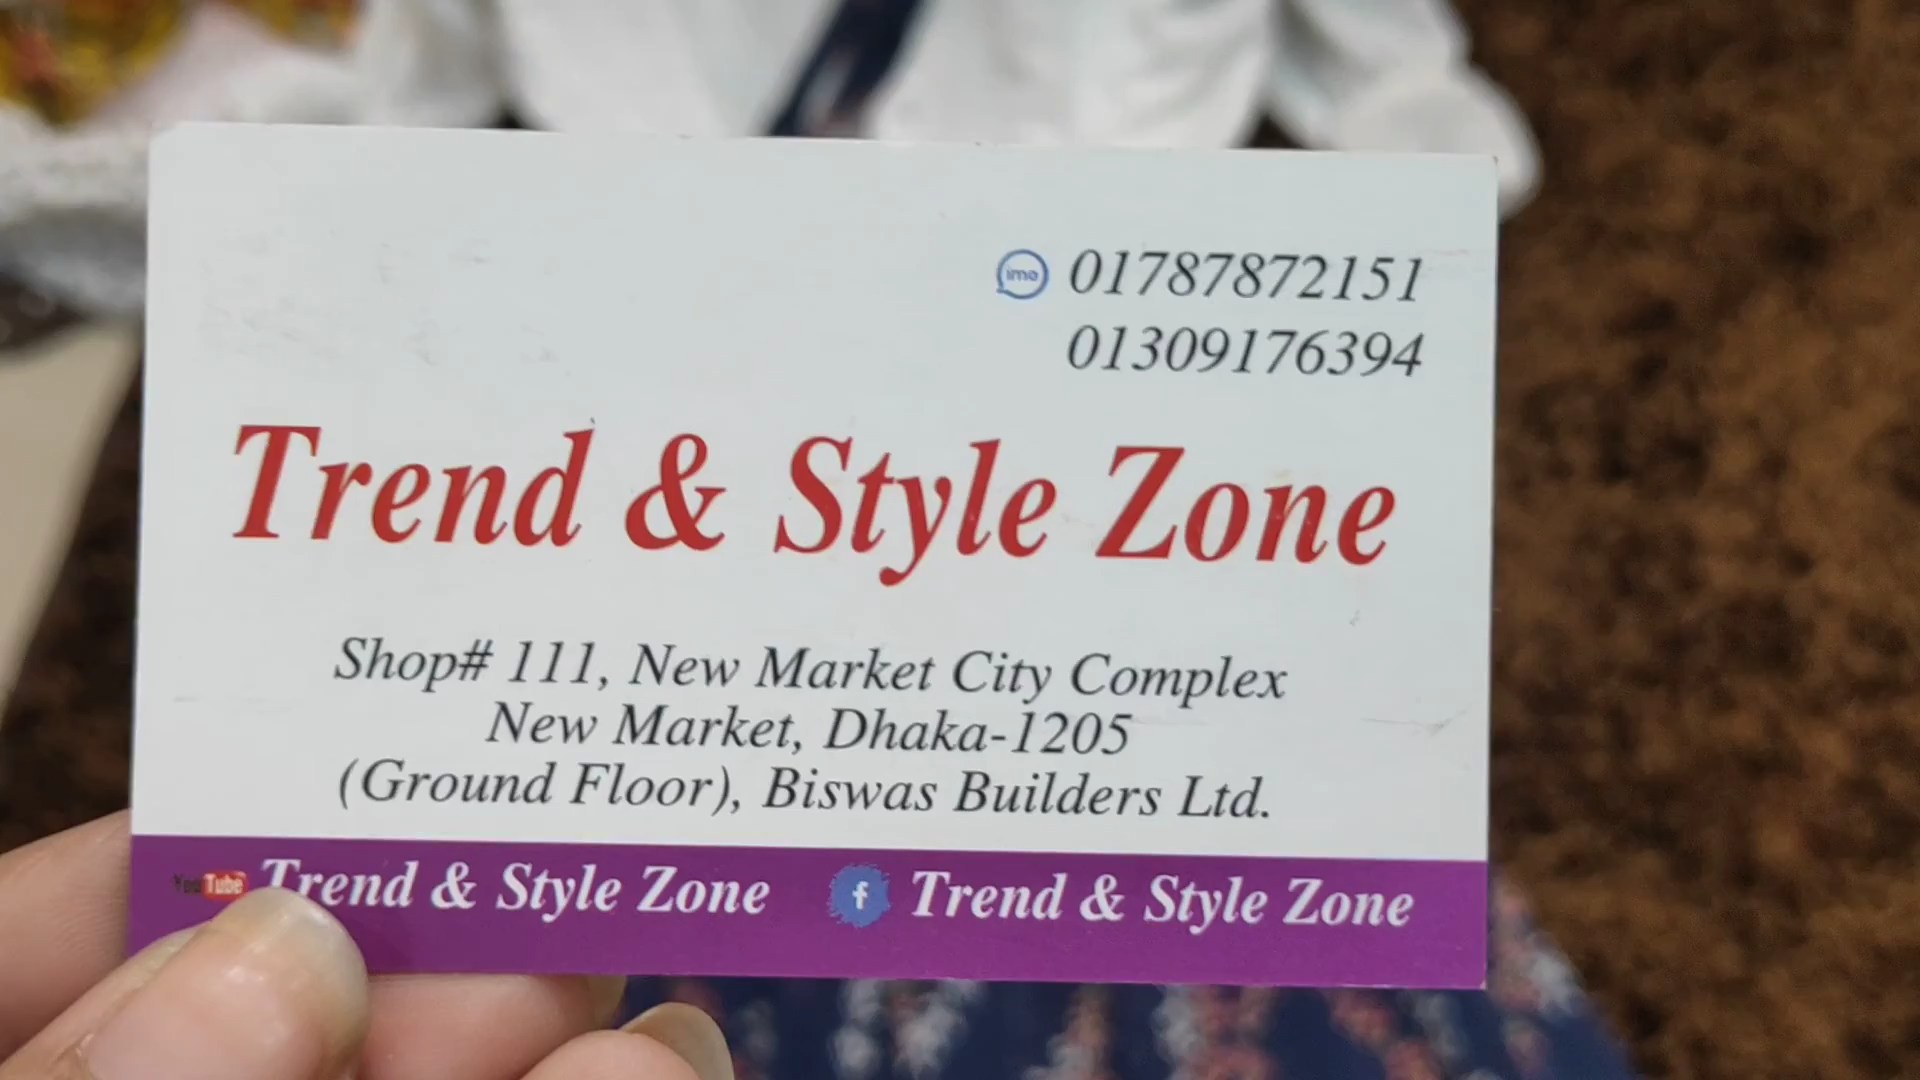 imo 01787872151
01309176394
Trend & Style Zone
Shop# 111, New Market City Complex
New Market, Dhaka-1205
(Ground Floor), Biswas Builders Ltd.
YouTube Trend & Style Zone f Trend & Style Zone